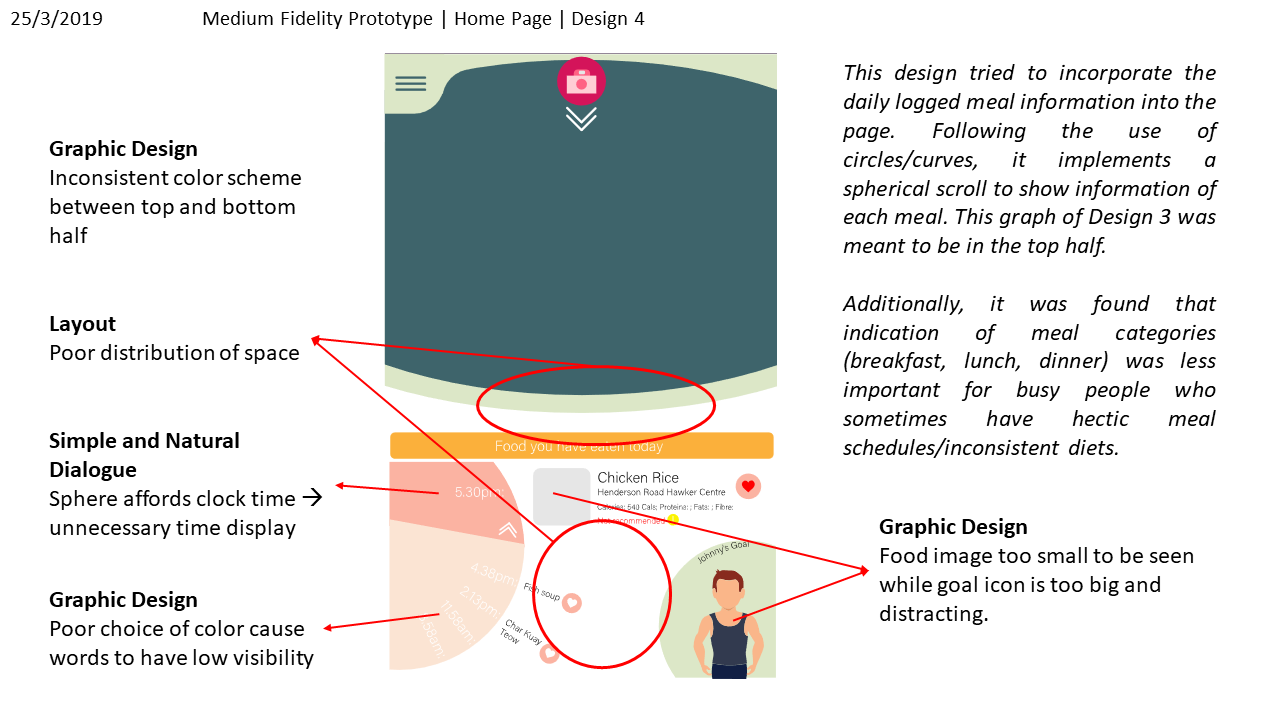 25/3/2019 Medium Fidelity Prototype | Home Page | Design 4
Graphic Design
Inconsistent color scheme
between top and bottom
half
Layout
Poor distribution of space
Simple and Natural
Dialogue
Sphere affords clock time →
unnecessary time display
Graphic Design
Poor choice of color cause
words to have low visibility
Food you have eaten today
5.30pm
4.38pm
2.13pm
11.58am
Chicken Rice
Henderson Road Hawker Centre
Calories: 540 Cals; Proteins: ; Fats: ; Fibre:
Not recommended
Fish soup
Char Kuay
Teow
Johnny's Goal
This design tried to incorporate the
daily logged meal information into the
page. Following the use of
circles/curves, it implements a
spherical scroll to show information of
each meal. This graph of Design 3 was
meant to be in the top half.
Additionally, it was found that
indication of meal categories
(breakfast, lunch, dinner) was less
important for busy people who
sometimes have hectic meal
schedules/inconsistent diets.
Graphic Design
Food image too small to be seen
while goal icon is too big and
distracting.